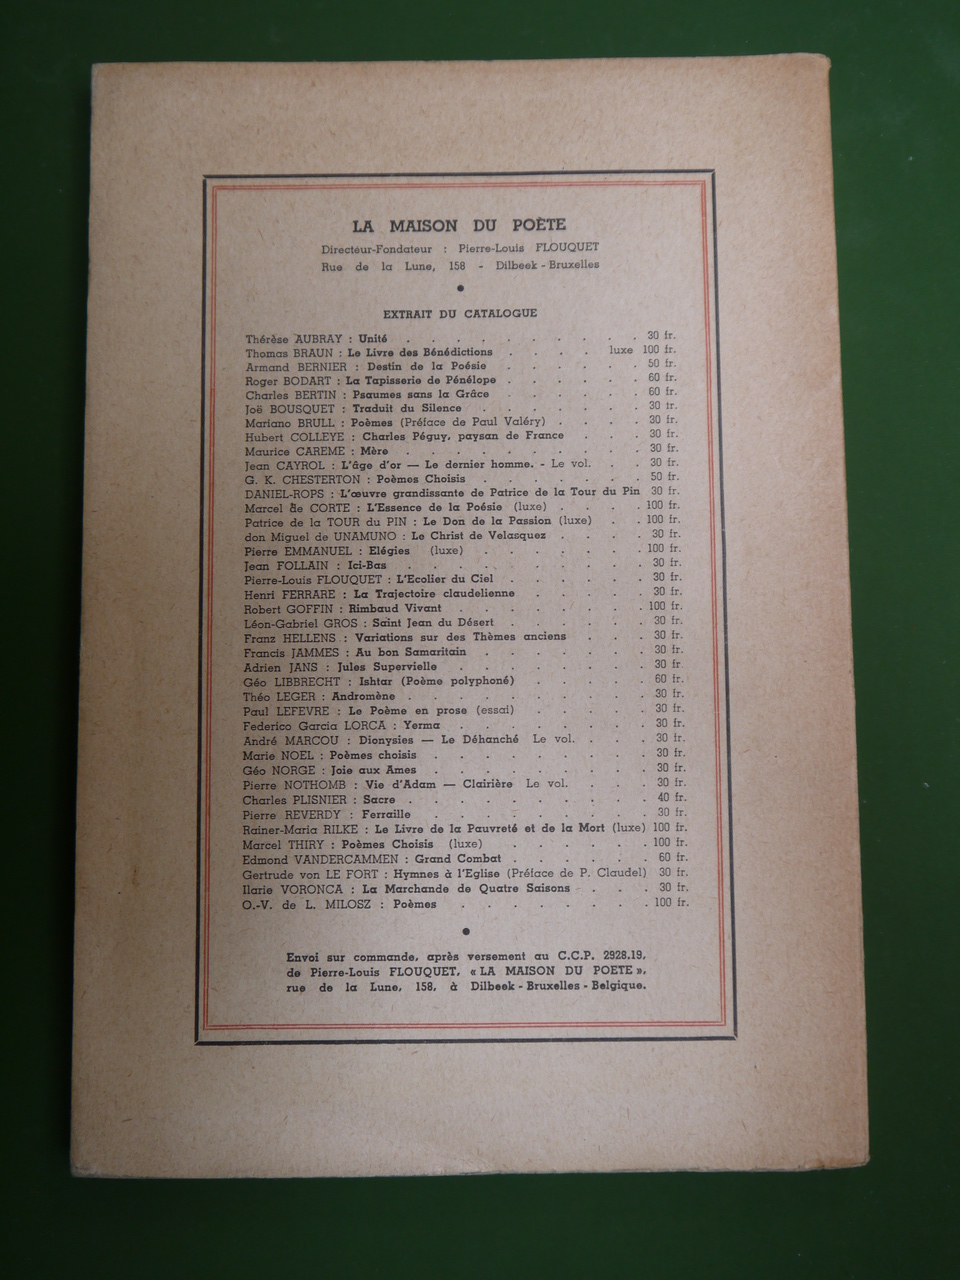 LA MAISON DU POÈTE
Directeur-Fondateur : Pierre-Louis FLOUQUET
Rue de la Lune, 158 - Dilbeek - Bruxelles
EXTRAIT DU CATALOGUE
Thérèse AUBRAY : Unité . . . . . . . . . 30 fr.
Thomas BRAUN : Le Livre des Bénédictions . . . . luxe 100 fr.
Armand BERNIER : Destin de la Poésie . . . . . . 50 fr.
Roger BODART : La Tapisserie de Pénélope . . . . . . 60 fr.
Charles BERTIN : Psaumes sans la Grâce . . . . . . 60 fr.
Joë BOUSQUET : Traduit du Silence . . . . . . . 30 fr.
Mariano BRULL : Poèmes (Préface de Paul Valéry) . . . . 30 fr.
Hubert COLLEYE : Charles Péguy, paysan de France . . . 30 fr.
Maurice CAREME : Mère . . . . . . . . . 30 fr.
Jean CAYROL : L'âge d'or — Le dernier homme. - Le vol. . . 30 fr.
G. K. CHESTERTON : Poèmes Choisis . . . . . . . 50 fr.
DANIEL-ROPS : L'œuvre grandissante de Patrice de la Tour du Pin 30 fr.
Marcel de CORTE : L'Essence de la Poésie (luxe) . . . . 100 fr.
Patrice de la TOUR du PIN : Le Don de la Passion (luxe) . . 100 fr.
don Miguel de UNAMUNO : Le Christ de Velasquez . . . . 30 fr.
Pierre EMMANUEL : Elégies (luxe) . . . . . . . 100 fr.
Jean FOLLAIN : Ici-Bas . . . . . . . . . 30 fr.
Pierre-Louis FLOUQUET : L'Ecolier du Ciel . . . . . . 30 fr.
Henri FERRARE : La Trajectoire claudelienne . . . . . 30 fr.
Robert GOFFIN : Rimbaud Vivant . . . . . . . . 100 fr.
Léon-Gabriel GROS : Saint Jean du Désert . . . . . . 30 fr.
Franz HELLENS : Variations sur des Thèmes anciens . . . 30 fr.
Francis JAMMES : Au bon Samaritain . . . . . . . 30 fr.
Adrien JANS : Jules Supervielle . . . . . . . . 30 fr
Géo LIBBRECHT : Ishtar (Poème polyphoné) . . . . . 60 fr.
Théo LEGER : Andromène . . . . . . . . . 30 fr.
Paul LEFEVRE : Le Poème en prose (essai) . . . . . 30 fr.
Federico Garcia LORCA : Yerma . . . . . . . . 30 fr.
André MARCOU : Dionysies — Le Déhanché Le vol. . . . 30 fr.
Marie NOEL : Poèmes choisis . . . . . . . . 30 fr.
Géo NORGE : Joie aux Ames . . . . . . . . 30 fr.
Pierre NOTHOMB : Vie d'Adam — Clairière Le vol. . . . 30 fr.
Charles PLISNIER : Sacre . . . . . . . . . 40 fr.
Pierre REVERDY : Ferraille . . . . . . . . . 30 fr.
Rainer-Maria RILKE : Le Livre de la Pauvreté et de la Mort (luxe) 100 fr.
Marcel THIRY : Poèmes Choisis (luxe) . . . . . . 100 fr.
Edmond VANDERCAMMEN : Grand Combat . . . . . . 60 fr.
Gertrude von LE FORT : Hymnes à l'Eglise (Préface de P. Claudel) 30 fr.
Ilarie VORONCA : La Marchande de Quatre Saisons . . . 30 fr.
O.-V. de L. MILOSZ : Poèmes . . . . . . . . 100 fr.
Envoi sur commande, après versement au C.C.P. 2928.19,
de Pierre-Louis FLOUQUET, « LA MAISON DU POETE »,
rue de la Lune, 158, à Dilbeek - Bruxelles - Belgique.